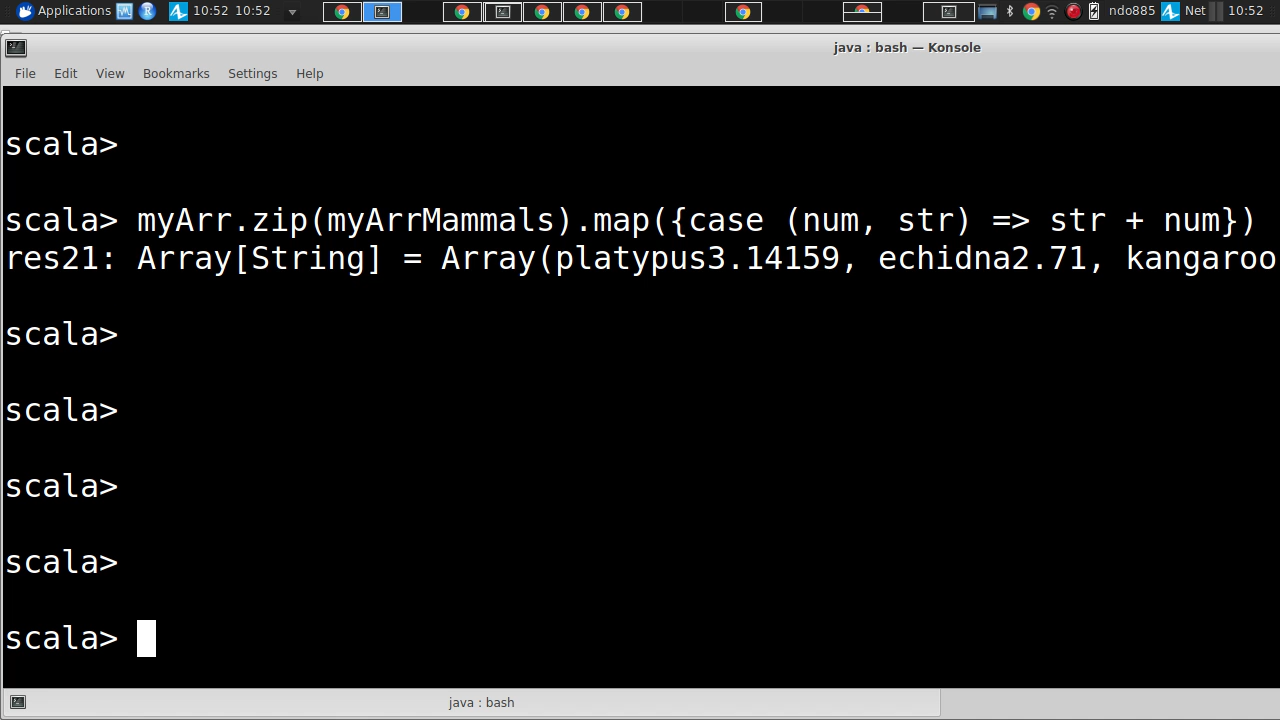 Applications 10:52 10:52 ndo885 Net 10:52
java : bash — Konsole
File Edit View Bookmarks Settings Help
scala>
scala> myArr.zip(myArrMammals).map({case (num, str) => str + num})
res21: Array[String] = Array(platypus3.14159, echidna2.71, kangaroo
scala>
scala>
scala>
scala>
scala>
java : bash